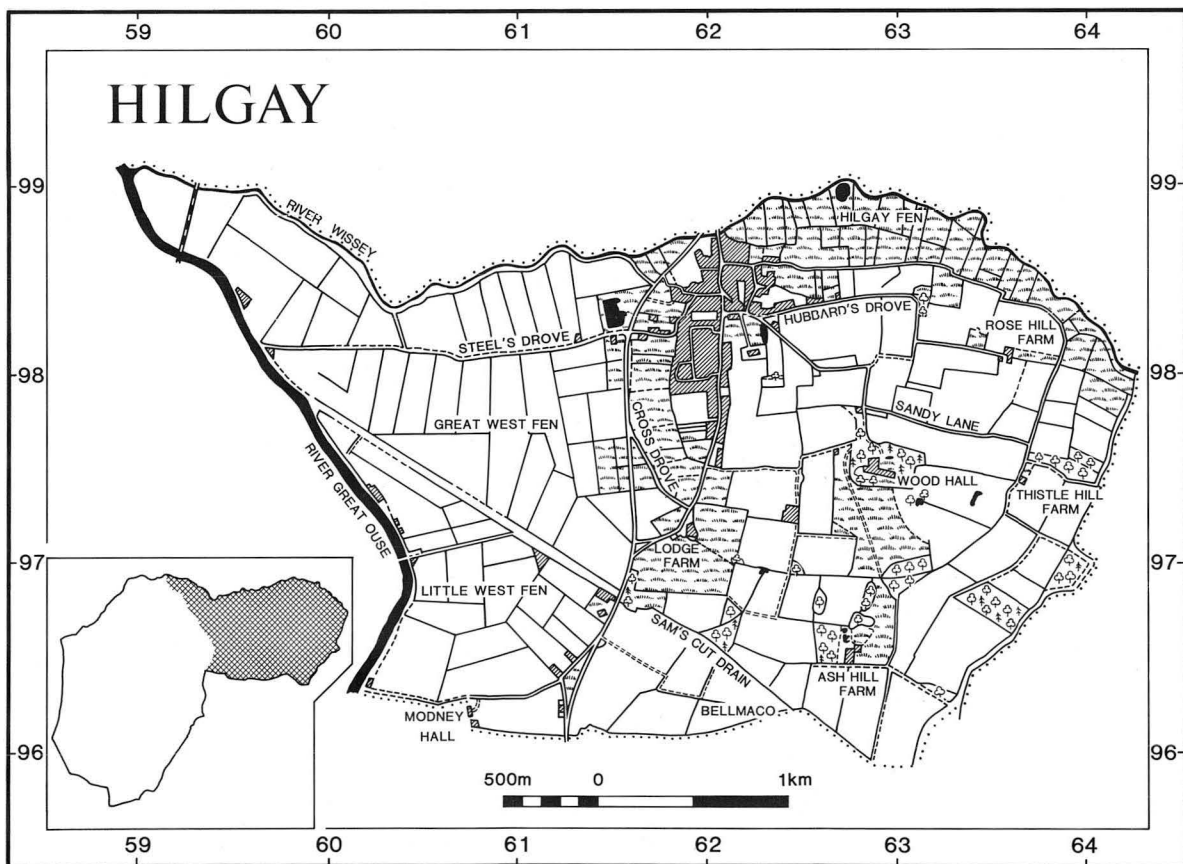 59 60 61 62 63 64
HILGAY
99 99
RIVER WISSEY
HILGAY FEN
HUBBARD'S DROVE
STEEL'S DROVE
ROSE HILL
FARM
98 98
SANDY LANE
GREAT WEST FEN
CROSS DROVE
WOOD HALL
RIVER GREAT OUSE
THISTLE HILL
FARM
LODGE
FARM
97 97
LITTLE WEST FEN
SAM'S CUT DRAIN
ASH HILL
FARM
BELLMACO
MODNEY
HALL
96 96
500m 0 1km
59 60 61 62 63 64